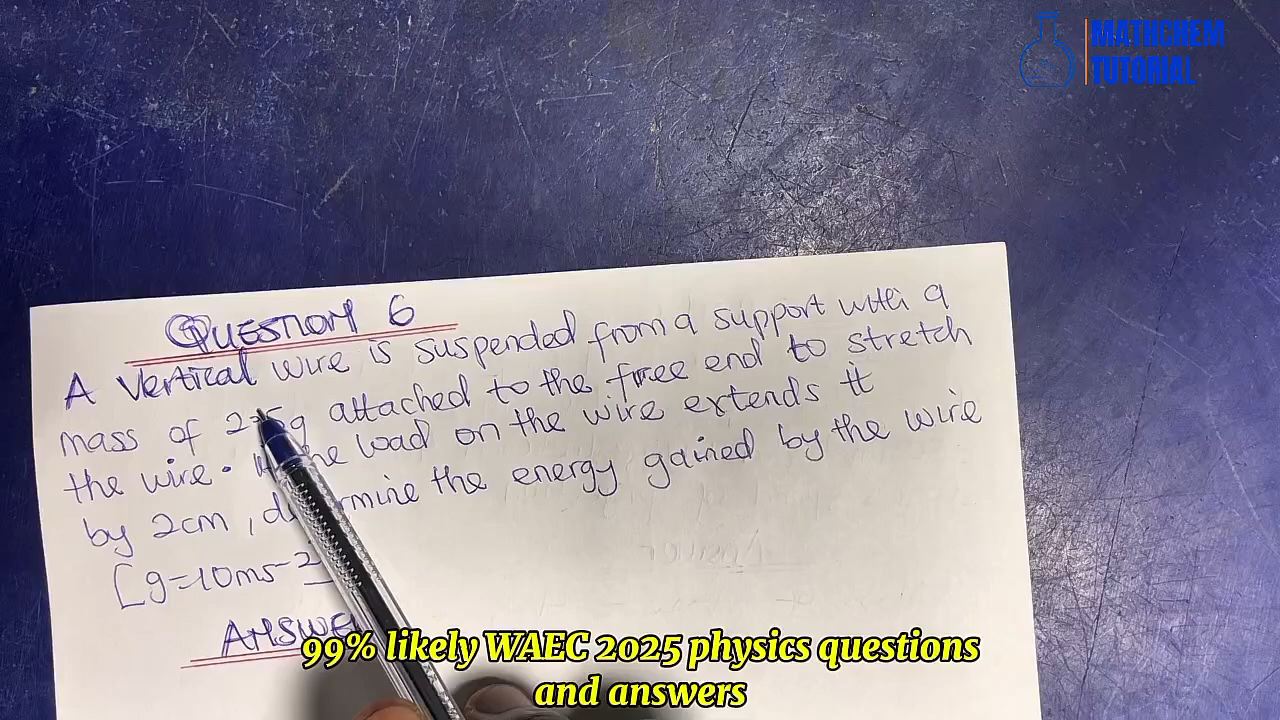 MATHCHEM
TUTORIAL
QUESTION 6
A vertical wire is suspended from a support with a
mass of attached to the free end to stretch
the wire. the load on the wire extends it
by 2cm, determine the energy gained by the wire
[g=10ms-2
ANSWE
99% likely WAEC 2025 physics questions
and answers